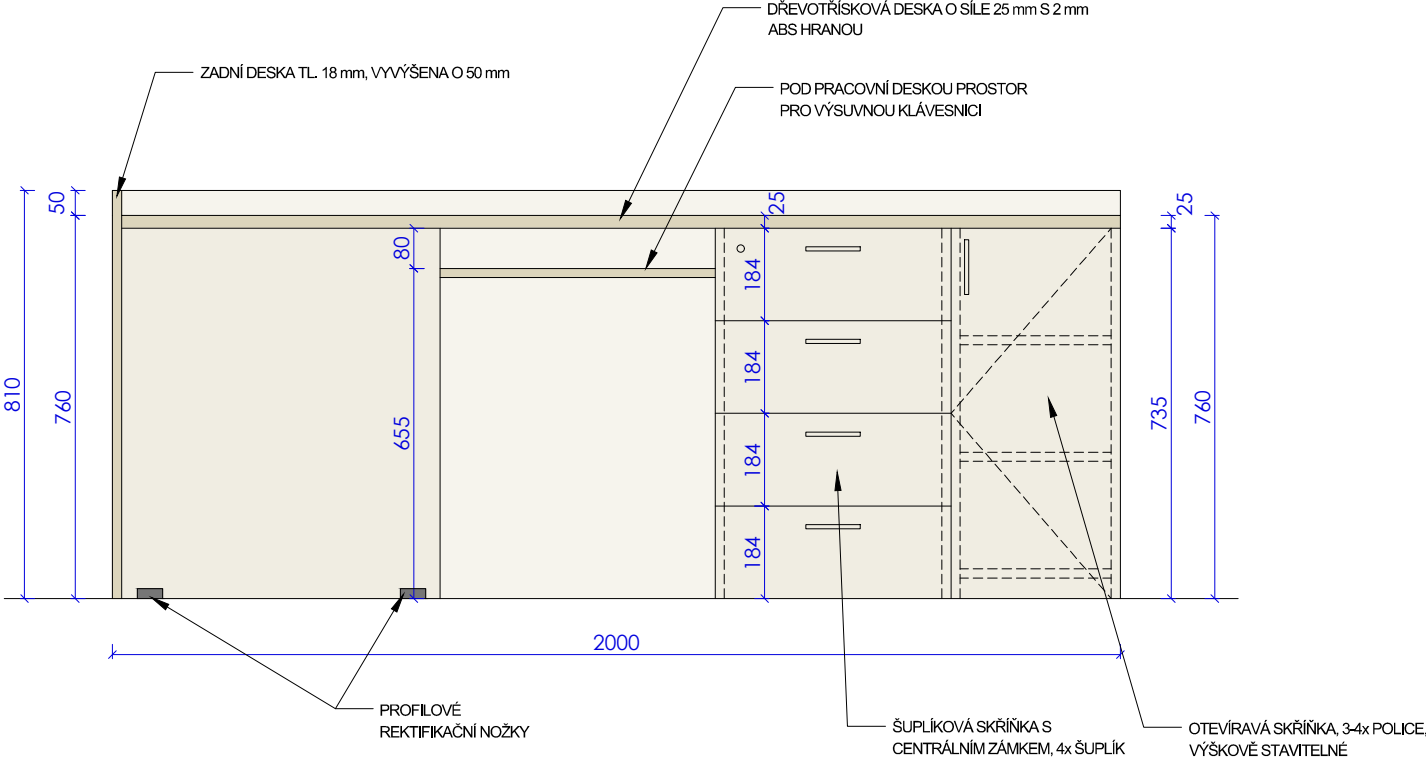 DŘEVOTŘÍSKOVÁ DESKA O SÍLE 25 mm S 2 mm
ABS HRANOU
ZADNÍ DESKA TL. 18 mm, VYVÝŠENA O 50 mm
POD PRACOVNÍ DESKOU PROSTOR
PRO VÝSUVNOU KLÁVESNICI
50
25
25
80
184
184
184
184
810
760
655
735
760
2000
PROFILOVÉ
REKTIFIKAČNÍ NOŽKY
ŠUPLÍKOVÁ SKŘÍŇKA S
CENTRÁLNÍM ZÁMKEM, 4x ŠUPLÍK
OTEVÍRAVÁ SKŘÍŇKA, 3-4x POLICE,
VÝŠKOVĚ STAVITELNÉ